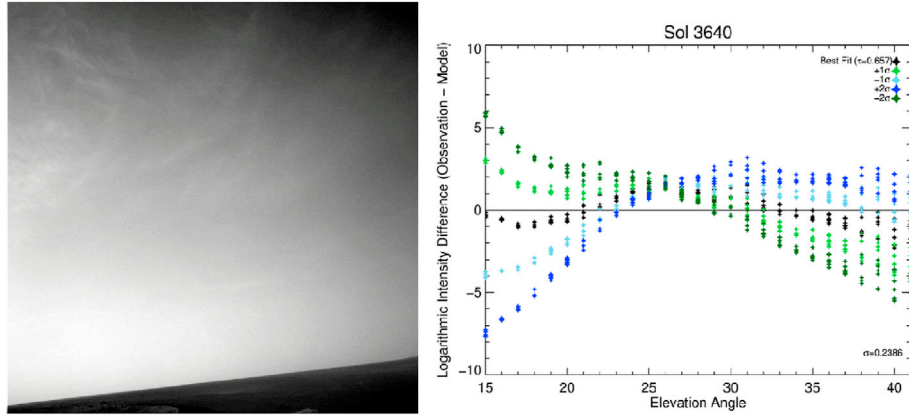 Sol 3640
Logarithmic Intensity Difference (Observation − Model)
10
5
0
−5
−10
Best Fit (τ=0.657)
+1σ
−1σ
+2σ
−2σ
σ=0.2386
15
20
25
30
35
40
Elevation Angle